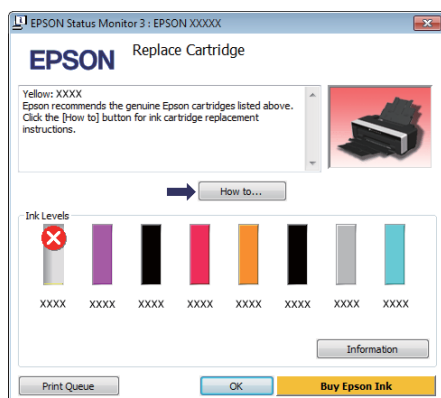 EPSON Status Monitor 3 : EPSON XXXXX
EPSON Replace Cartridge
Yellow: XXXX
Epson recommends the genuine Epson cartridges listed above.
Click the [How to] button for ink cartridge replacement
instructions.
How to...
Ink Levels
XXXX XXXX XXXX XXXX XXXX XXXX XXXX XXXX
Information
Print Queue OK Buy Epson Ink